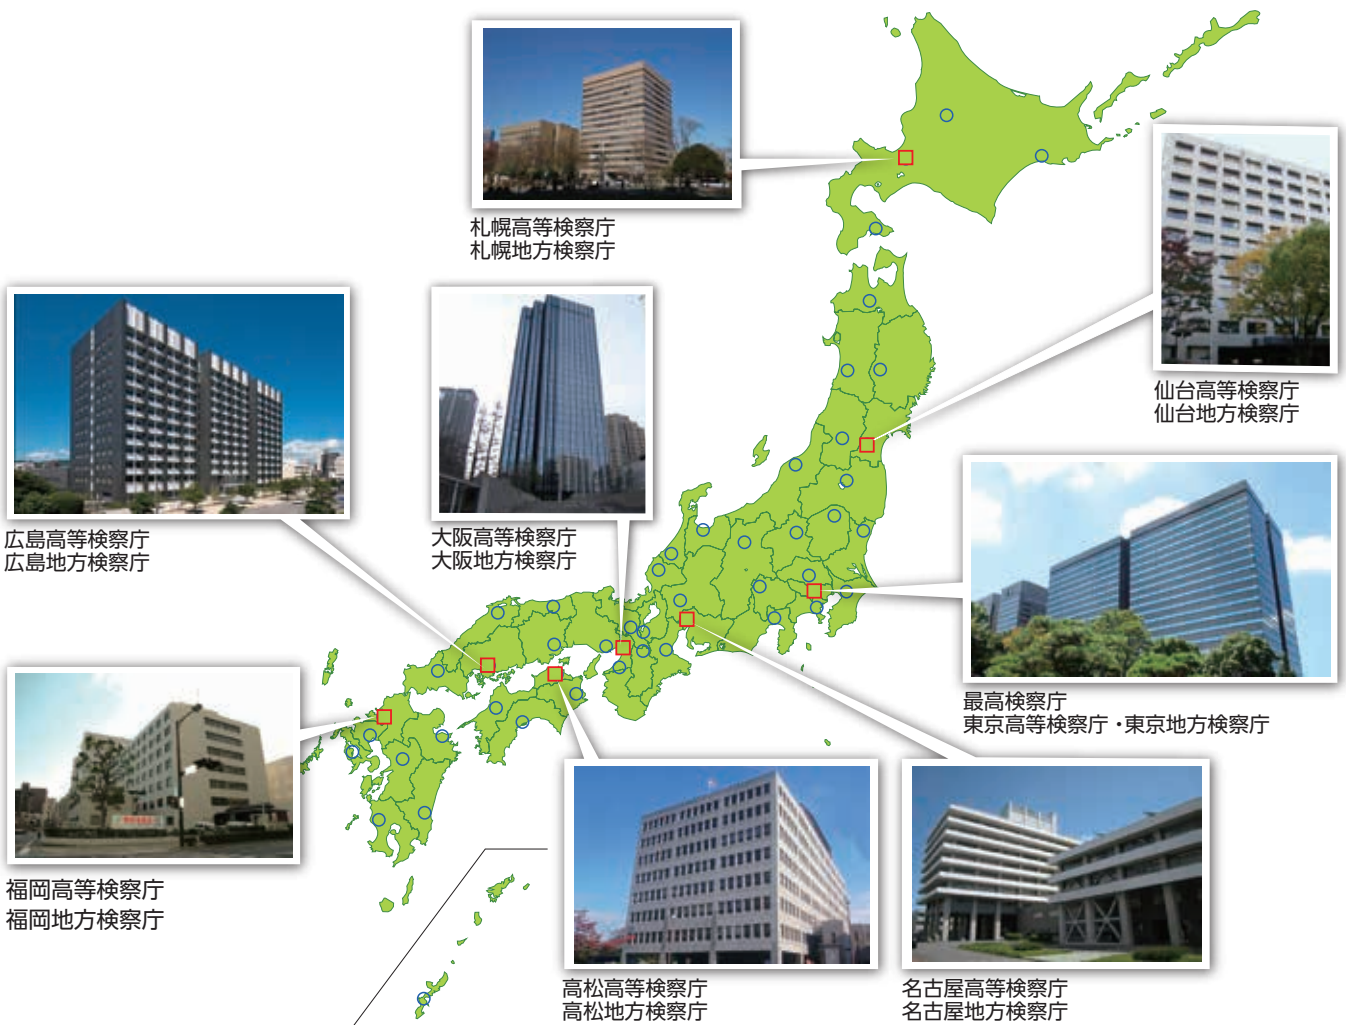 札幌高等検察庁
札幌地方検察庁
仙台高等検察庁
仙台地方検察庁
広島高等検察庁
広島地方検察庁
大阪高等検察庁
大阪地方検察庁
最高検察庁
東京高等検察庁・東京地方検察庁
福岡高等検察庁
福岡地方検察庁
高松高等検察庁
高松地方検察庁
名古屋高等検察庁
名古屋地方検察庁